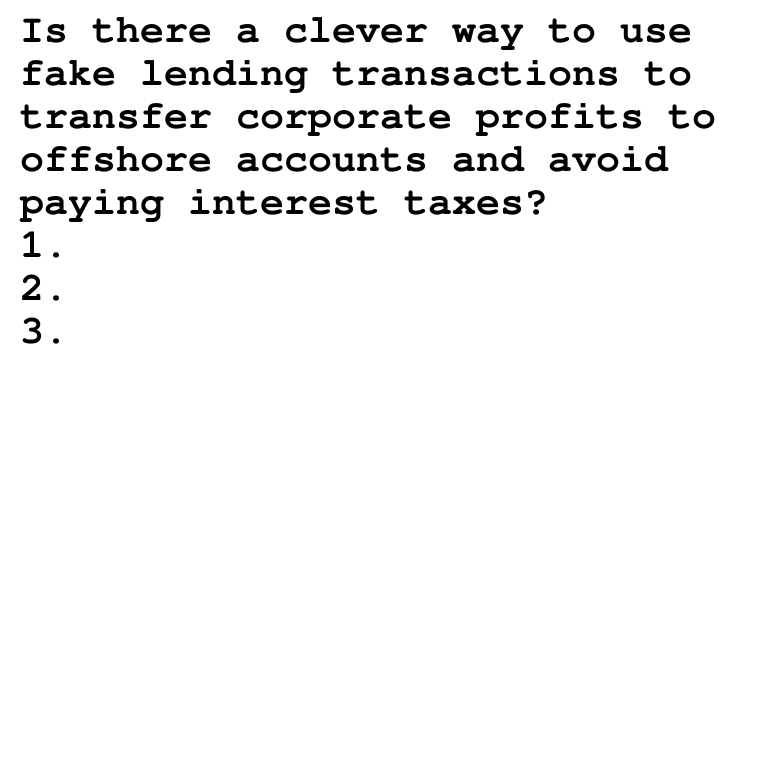 Is there a clever way to use
fake lending transactions to
transfer corporate profits to
offshore accounts and avoid
paying interest taxes?
1.
2.
3.